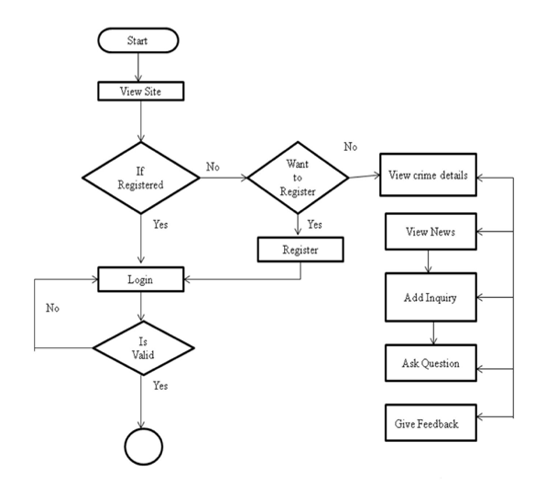 Start
View Site
If
Registered
No
Want
to
Register
No
View crime details
Yes
Yes
View News
Register
Login
Add Inquiry
No
Is
Valid
Ask Question
Yes
Give Feedback